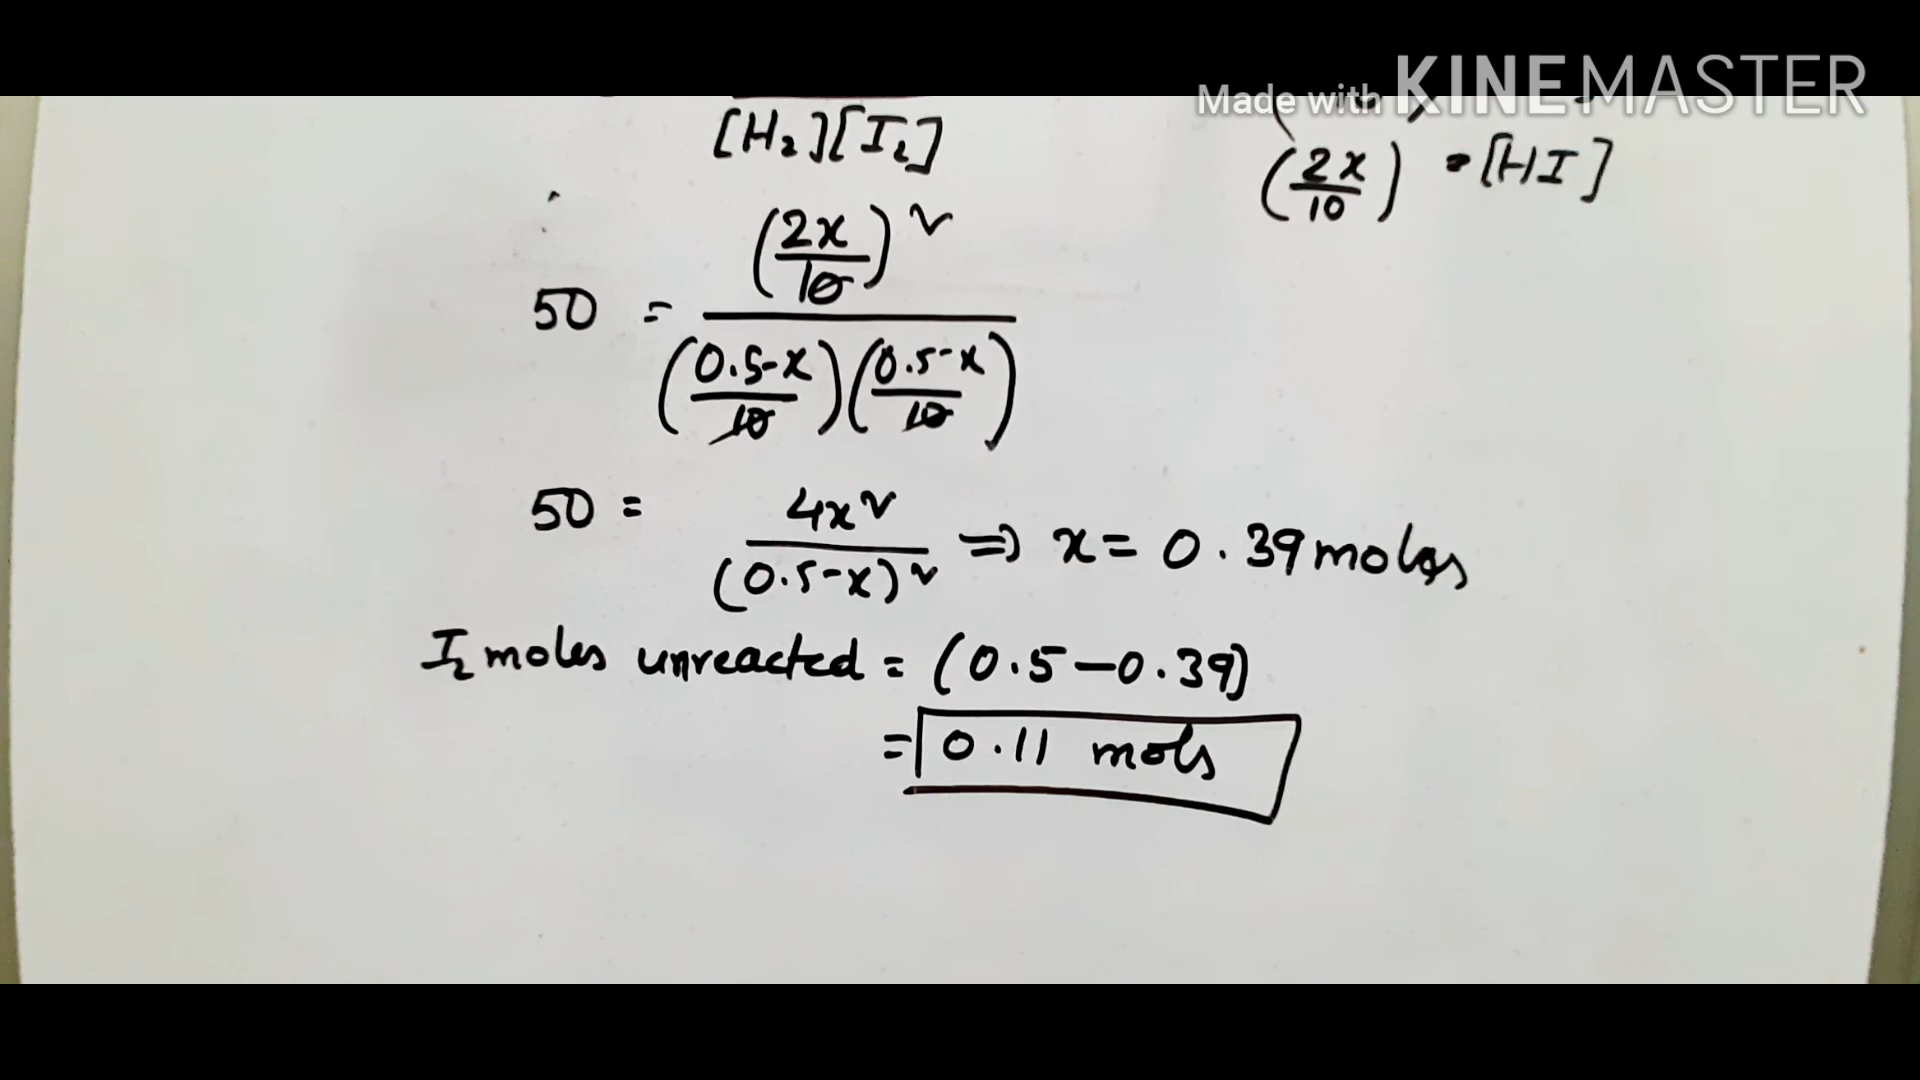 Made with KINEMASTER
[H₂][I₂]
(2x/10) = [HI]
50 = (2x/10)² / ((0.5-x)/10)((0.5-x)/10)
50 = 4x²/(0.5-x)² ⇒ x = 0.39 moles
I₂ moles unreacted = (0.5-0.39)
= 0.11 mols